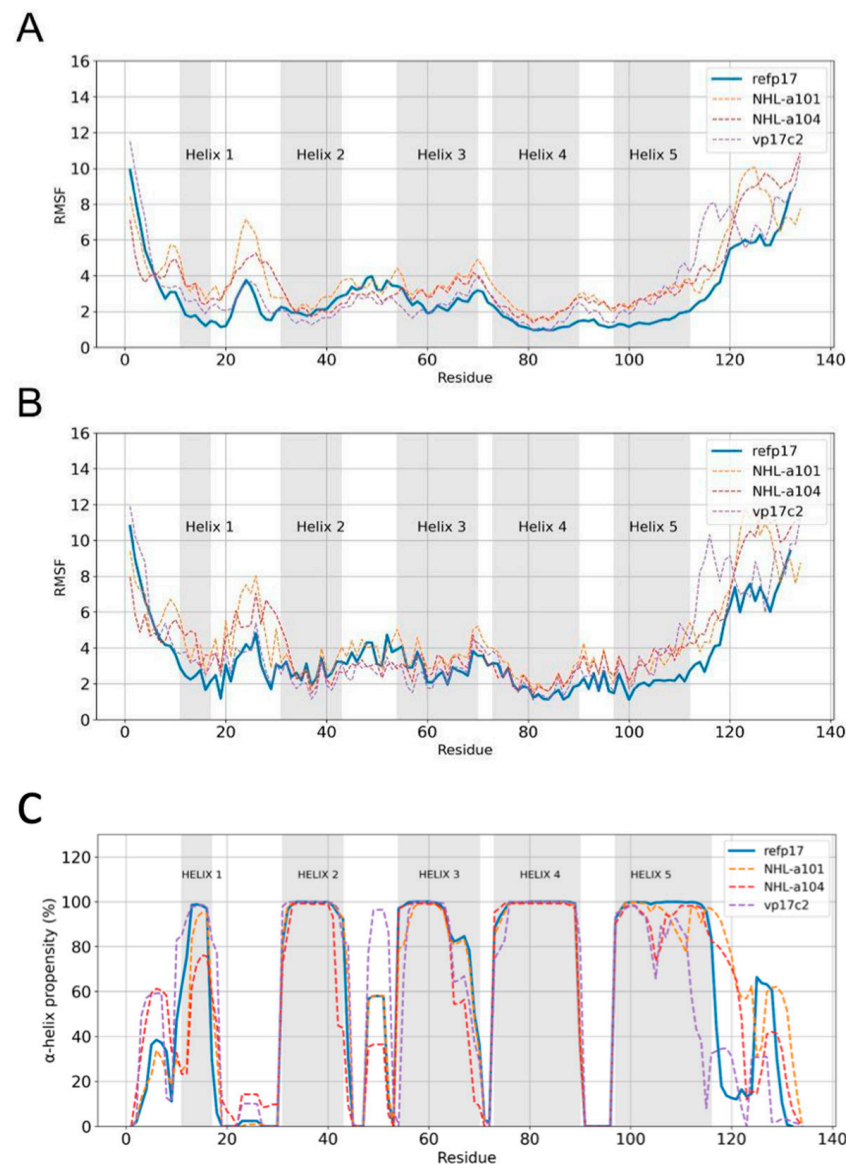 A
16
14
12
10
8
6
4
2
0
RMSF
Helix 1
Helix 2
Helix 3
Helix 4
Helix 5
refp17
NHL-a101
NHL-a104
vp17c2
0
20
40
60
80
100
120
140
Residue
B
16
14
12
10
8
6
4
2
0
RMSF
Helix 1
Helix 2
Helix 3
Helix 4
Helix 5
refp17
NHL-a101
NHL-a104
vp17c2
0
20
40
60
80
100
120
140
Residue
C
120
100
80
60
40
20
0
α-helix propensity (%)
HELIX 1
HELIX 2
HELIX 3
HELIX 4
HELIX 5
refp17
NHL-a101
NHL-a104
vp17c2
0
20
40
60
80
100
120
140
Residue